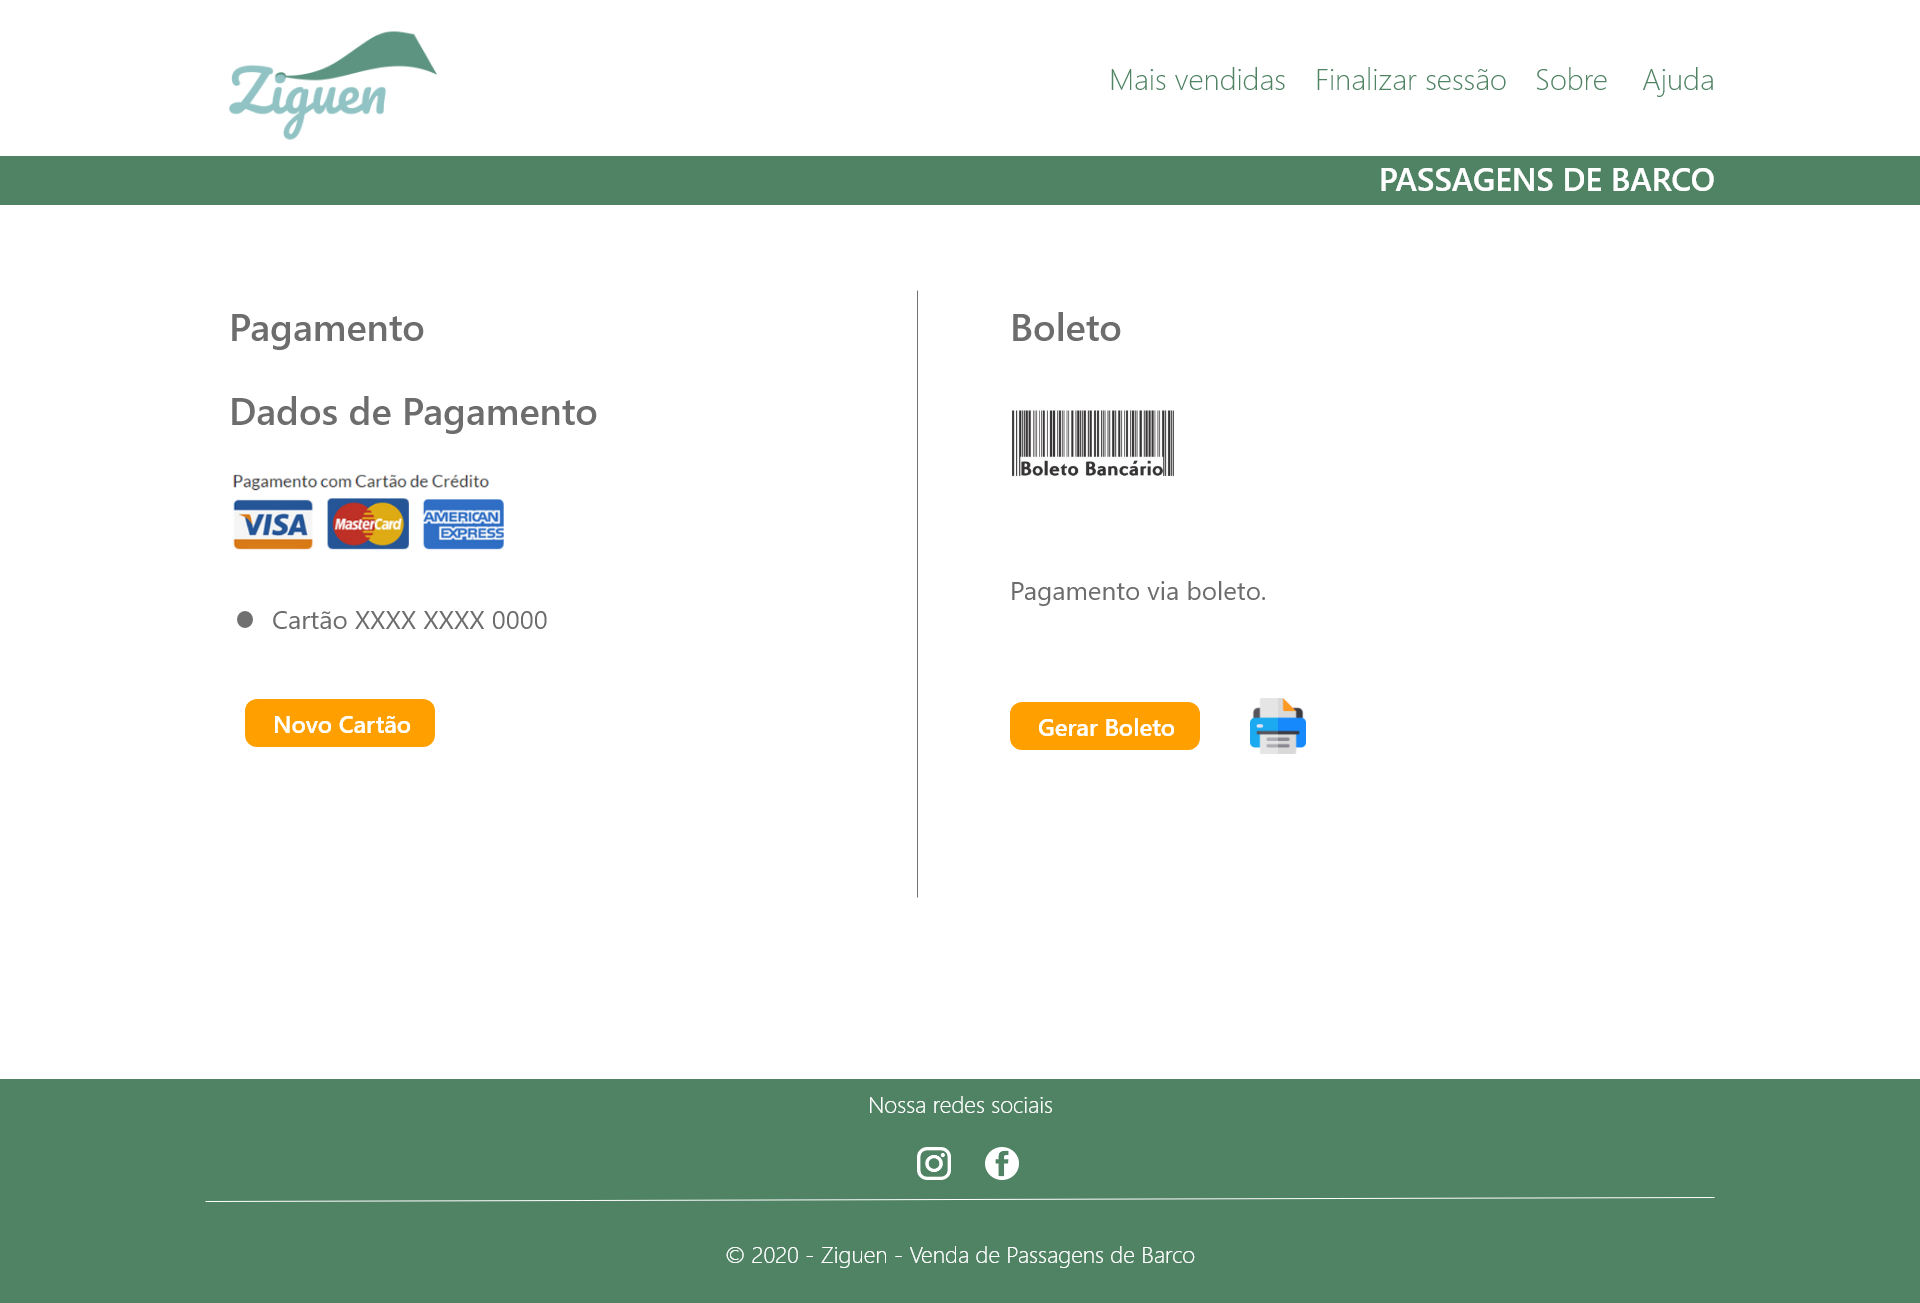 Ziguen
Mais vendidas Finalizar sessão Sobre Ajuda
PASSAGENS DE BARCO
Pagamento
Dados de Pagamento
Pagamento com Cartão de Crédito
VISA MasterCard AMERICAN EXPRESS
Cartão XXXX XXXX 0000
Novo Cartão
Boleto
Boleto Bancário
Pagamento via boleto.
Gerar Boleto
Nossa redes sociais
© 2020 - Ziguen - Venda de Passagens de Barco